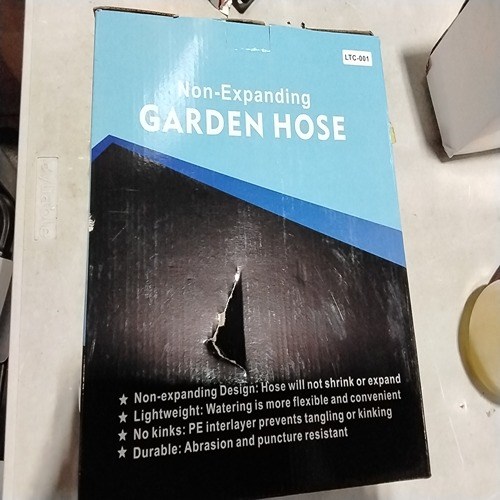 LTC-001
Non-Expanding
GARDEN HOSE
★ Non-expanding Design: Hose will not shrink or expand
★ Lightweight: Watering is more flexible and convenient
★ No kinks: PE interlayer prevents tangling or kinking
★ Durable: Abrasion and puncture resistant